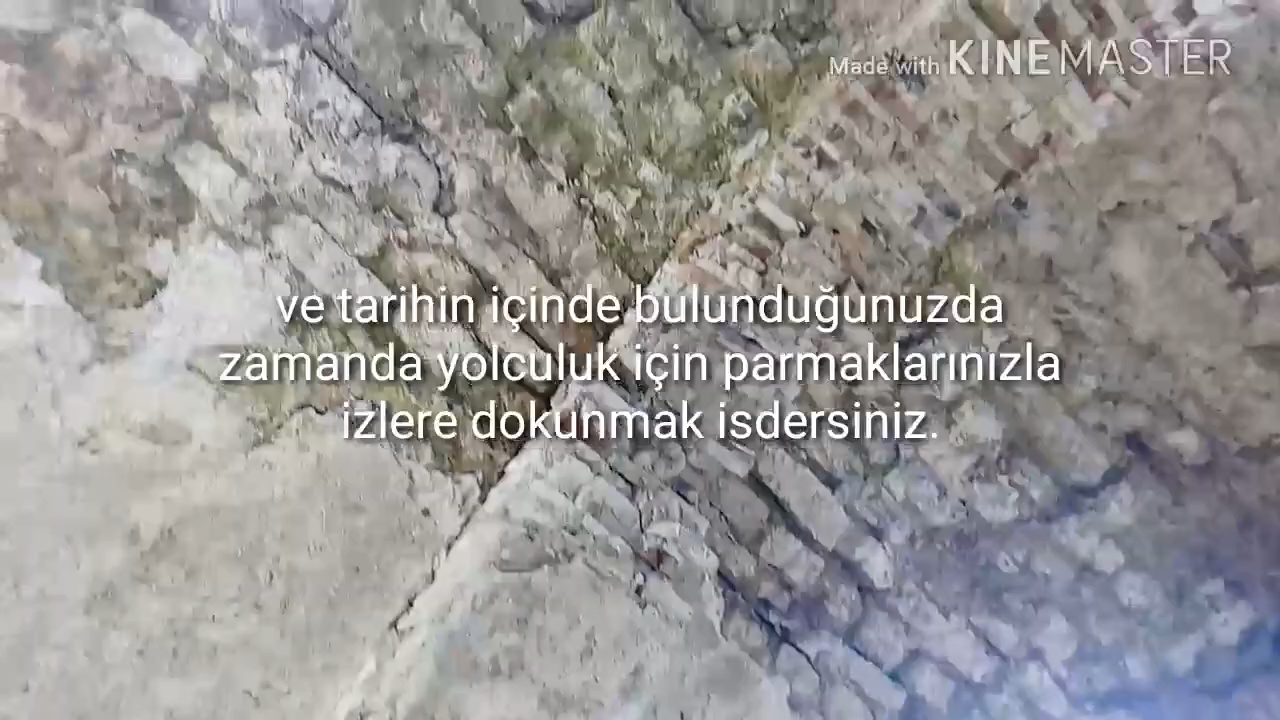 Made with KINEMASTER
ve tarihin içinde bulunduğunuzda
zamanda yolculuk için parmaklarınızla
izlere dokunmak isdersiniz.